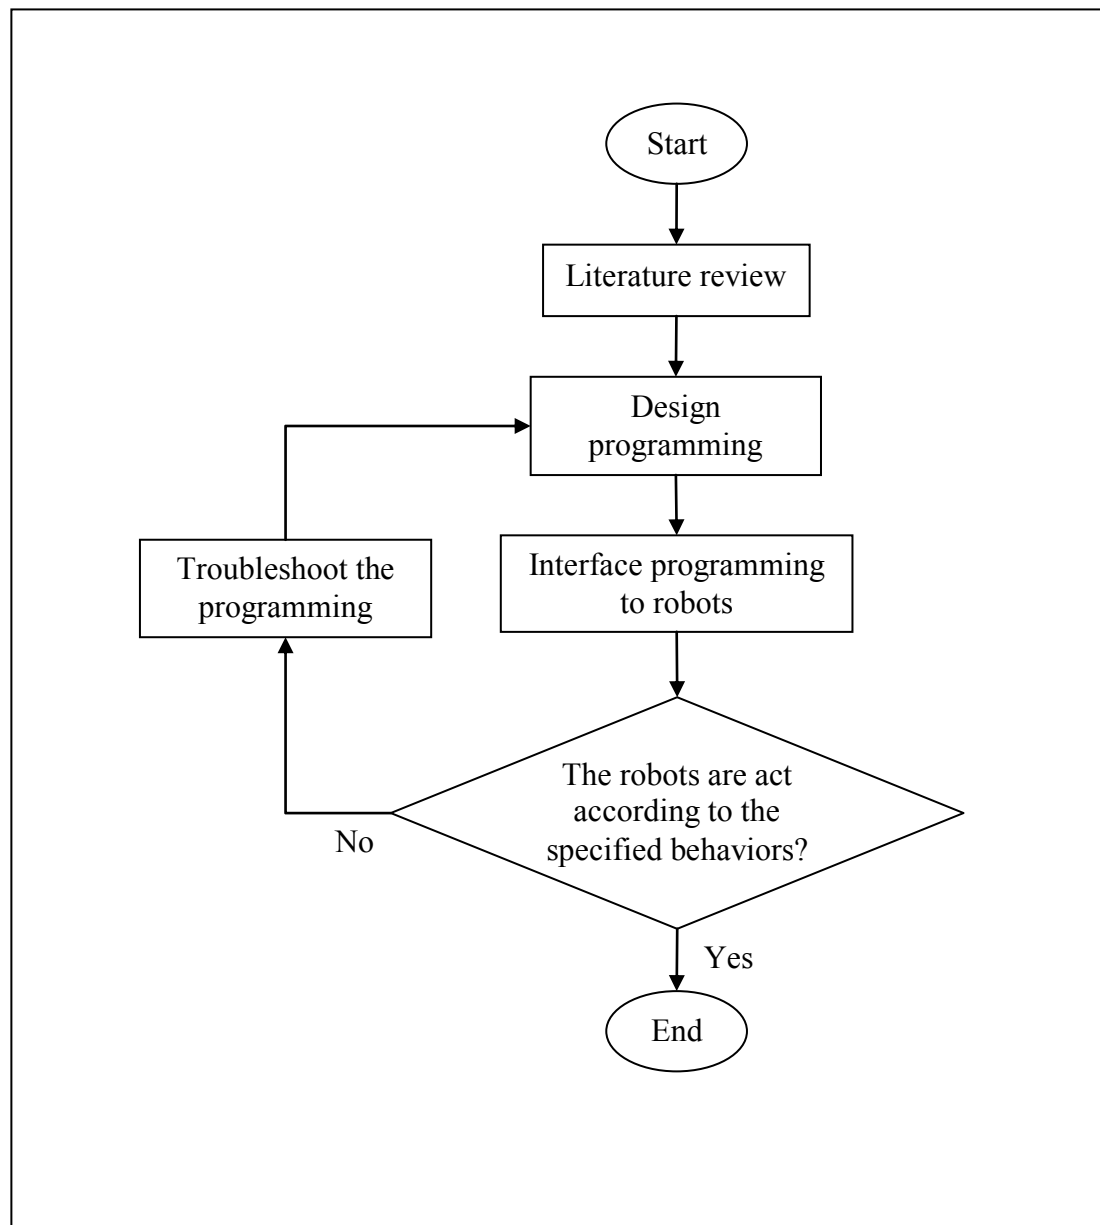 Start
Literature review
Design
programming
Interface programming
to robots
Troubleshoot the
programming
The robots are act
according to the
specified behaviors?
No
Yes
End